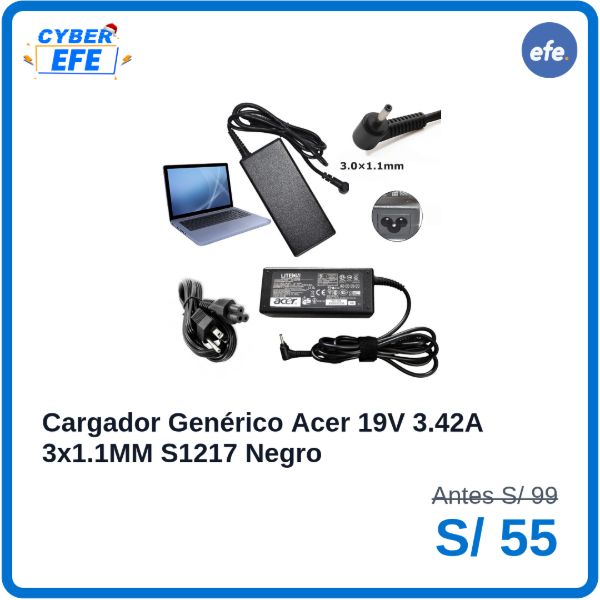 CYBER
EFE
efe.
3.0×1.1mm
LITEON
acer
Cargador Genérico Acer 19V 3.42A
3x1.1MM S1217 Negro
Antes S/ 99
S/ 55